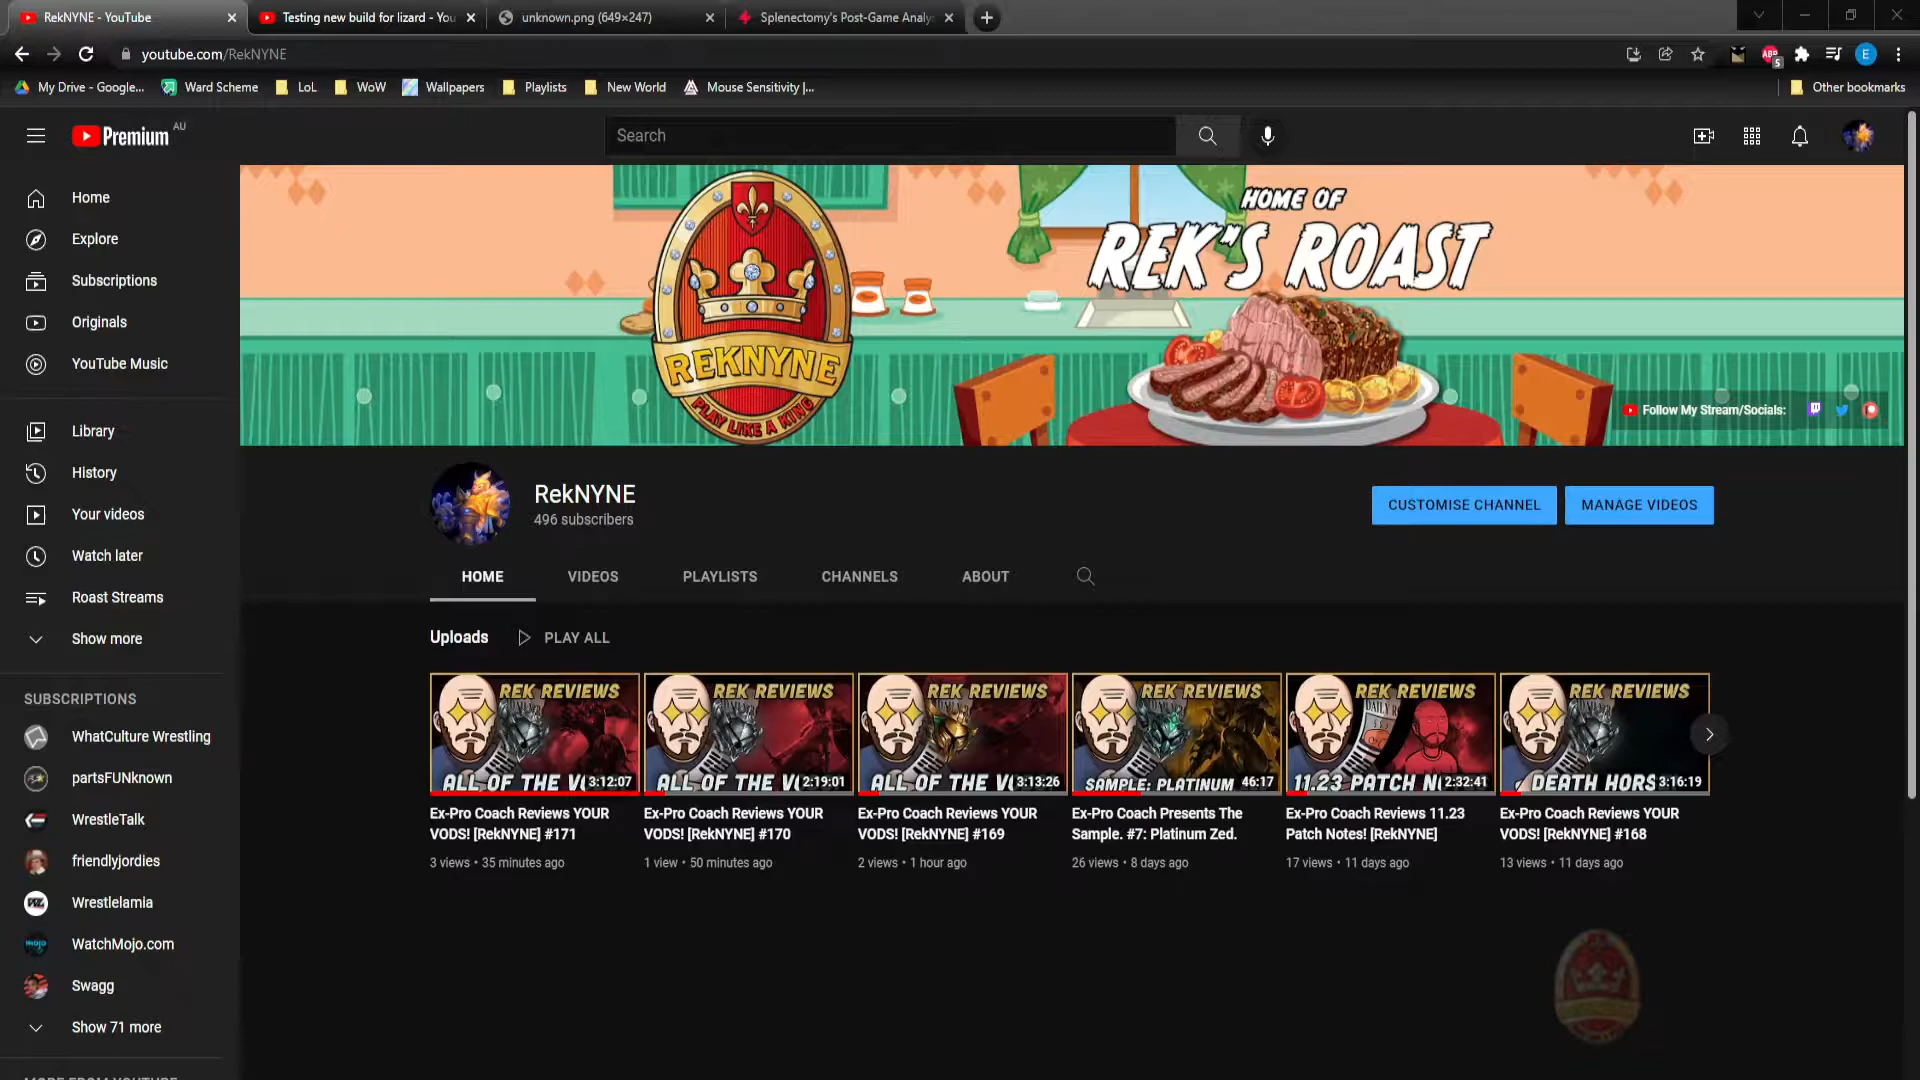 RekNYNE - YouTube
Testing new build for lizard - You
unknown.png (649×247)
Splenectomy's Post-Game Analy
youtube.com/RekNYNE
ABP
5
E
My Drive - Google...
Ward Scheme
LoL
WoW
Wallpapers
Playlists
New World
Mouse Sensitivity |...
Other bookmarks
Premium AU
Search
Home
Explore
Subscriptions
Originals
YouTube Music
Library
History
Your videos
Watch later
Roast Streams
Show more
SUBSCRIPTIONS
WhatCulture Wrestling
partsFUNknown
WrestleTalk
friendlyjordies
Wrestlelamia
WatchMojo.com
Swagg
Show 71 more
MORE FROM YOUTUBE
REKNYNE
PLAY LIKE A KING
HOME OF
REK'S ROAST
Follow My Stream/Socials:
RekNYNE
496 subscribers
CUSTOMISE CHANNEL
MANAGE VIDEOS
HOME
VIDEOS
PLAYLISTS
CHANNELS
ABOUT
Uploads
PLAY ALL
REK REVIEWS
ALL OF THE V
3:12:07
Ex-Pro Coach Reviews YOUR
VODS! [RekNYNE] #171
3 views • 35 minutes ago
REK REVIEWS
ALL OF THE V
2:19:01
Ex-Pro Coach Reviews YOUR
VODS! [RekNYNE] #170
1 view • 50 minutes ago
REK REVIEWS
ALL OF THE V
3:13:26
Ex-Pro Coach Reviews YOUR
VODS! [RekNYNE] #169
2 views • 1 hour ago
REK REVIEWS
SAMPLE: PLATINUM
46:17
Ex-Pro Coach Presents The
Sample. #7: Platinum Zed.
26 views • 8 days ago
REK REVIEWS
DAILY
11.23 PATCH N
2:32:41
Ex-Pro Coach Reviews 11.23
Patch Notes! [RekNYNE]
17 views • 11 days ago
REK REVIEWS
DEATH HORS
3:16:19
Ex-Pro Coach Reviews YOUR
VODS! [RekNYNE] #168
13 views • 11 days ago